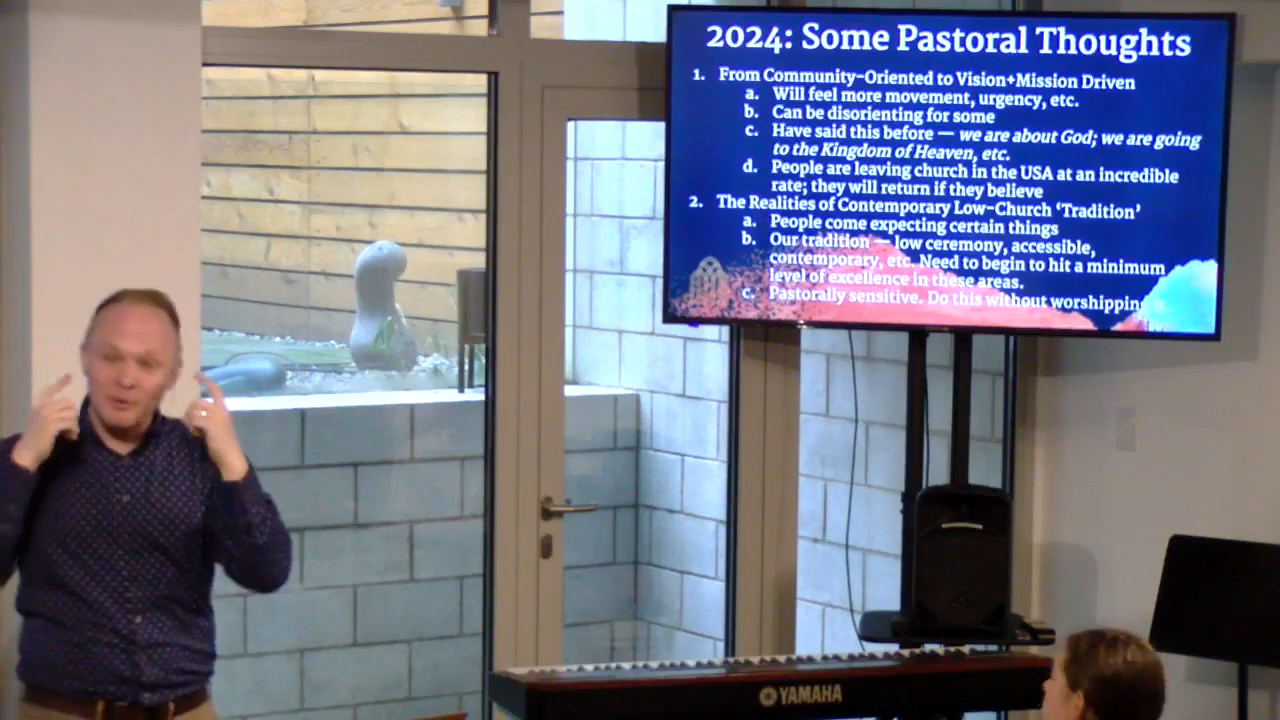 2024: Some Pastoral Thoughts
1. From Community-Oriented to Vision+Mission Driven
a. Will feel more movement, urgency, etc.
b. Can be disorienting for some
c. Have said this before — we are about God; we are going
to the Kingdom of Heaven, etc.
d. People are leaving church in the USA at an incredible
rate; they will return if they believe
2. The Realities of Contemporary Low-Church ‘Tradition’
a. People come expecting certain things
b. Our tradition — low ceremony, accessible,
contemporary, etc. Need to begin to hit a minimum
level of excellence in these areas.
c. Pastorally sensitive. Do this without worshipping
YAMAHA